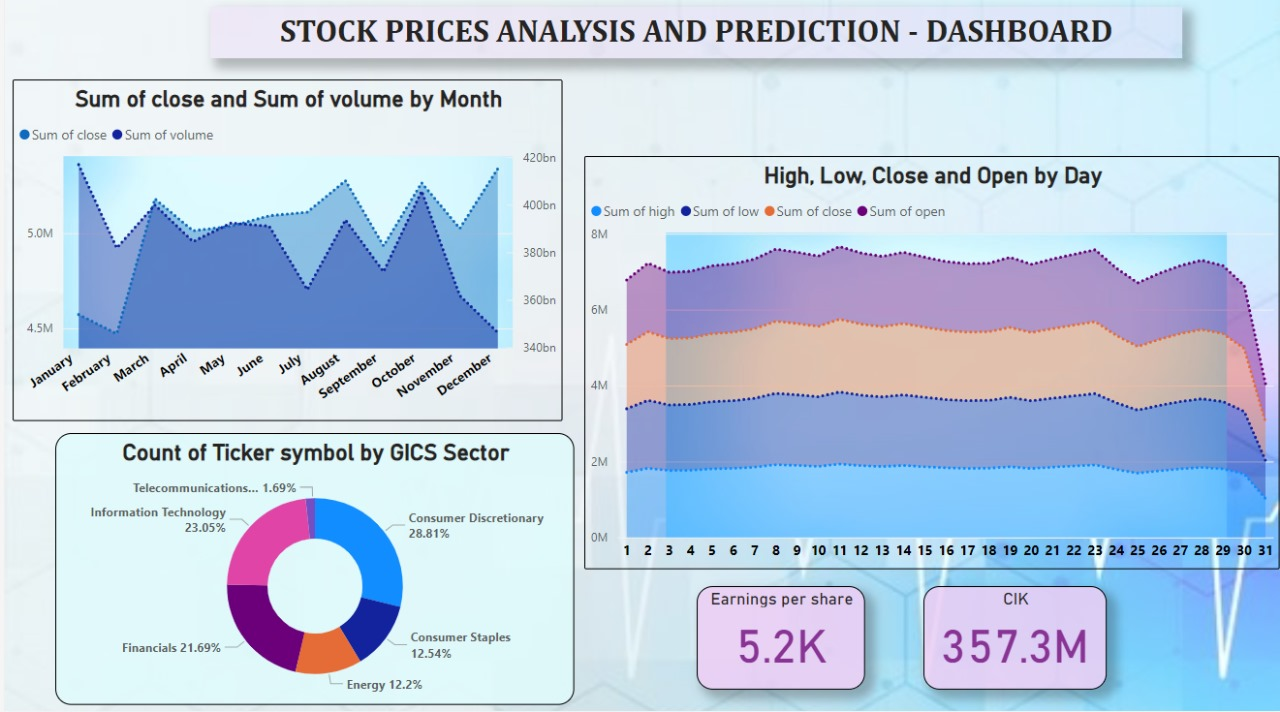 STOCK PRICES ANALYSIS AND PREDICTION - DASHBOARD
Sum of close and Sum of volume by Month
Sum of close Sum of volume
420bn
400bn
5.0M
380bn
360bn
4.5M
340bn
January February March April May June July August September October November December
High, Low, Close and Open by Day
Sum of high Sum of low Sum of close Sum of open
8M
6M
4M
2M
0M
1 2 3 4 5 6 7 8 9 10 11 12 13 14 15 16 17 18 19 20 21 22 23 24 25 26 27 28 29 30 31
Count of Ticker symbol by GICS Sector
Telecommunications... 1.69%
Information Technology
23.05%
Consumer Discretionary
28.81%
Financials 21.69%
Consumer Staples
12.54%
Energy 12.2%
Earnings per share
5.2K
CIK
357.3M